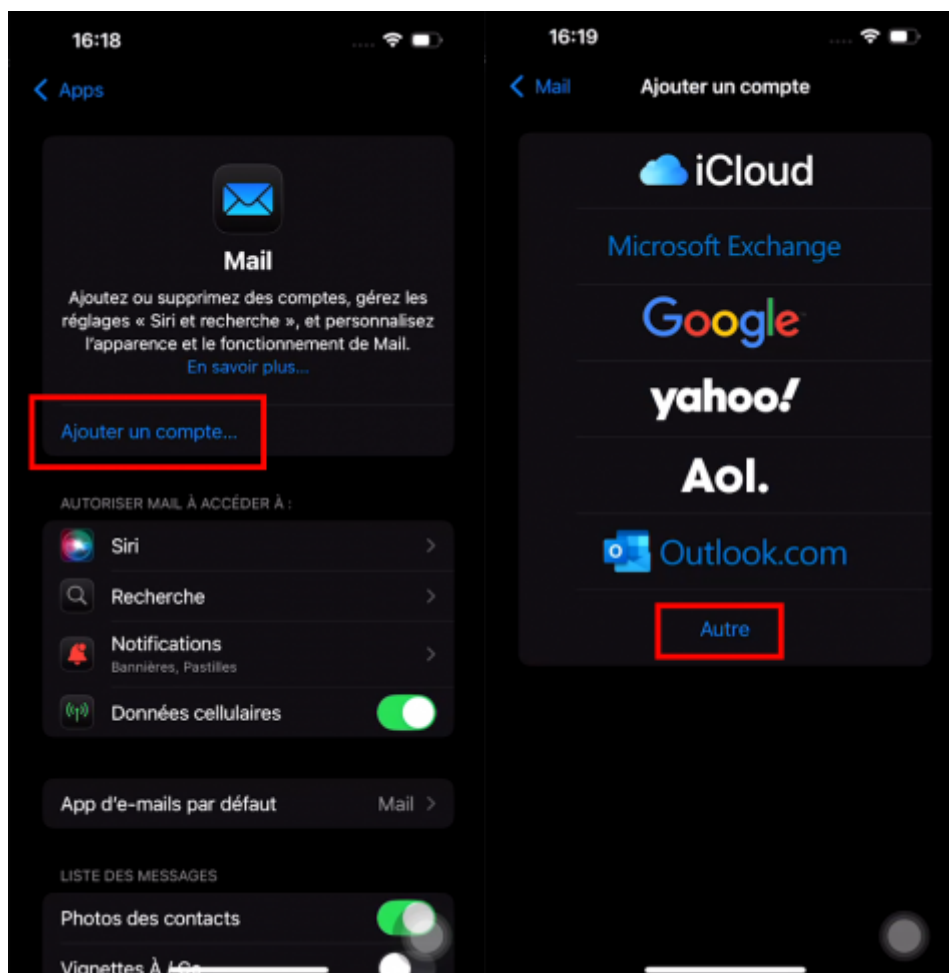 16:18
Apps
Mail
Ajoutez ou supprimez des comptes, gérez les
réglages « Siri et recherche », et personnalisez
l'apparence et le fonctionnement de Mail.
En savoir plus...
Ajouter un compte...
AUTORISER MAIL À ACCÉDER À :
Siri
Recherche
Notifications
Bannières, Pastilles
Données cellulaires
App d'e-mails par défaut
Mail
LISTE DES MESSAGES
Photos des contacts
Vignettes À
16:19
Mail
Ajouter un compte
iCloud
Microsoft Exchange
Google
yahoo!
Aol.
Outlook.com
Autre